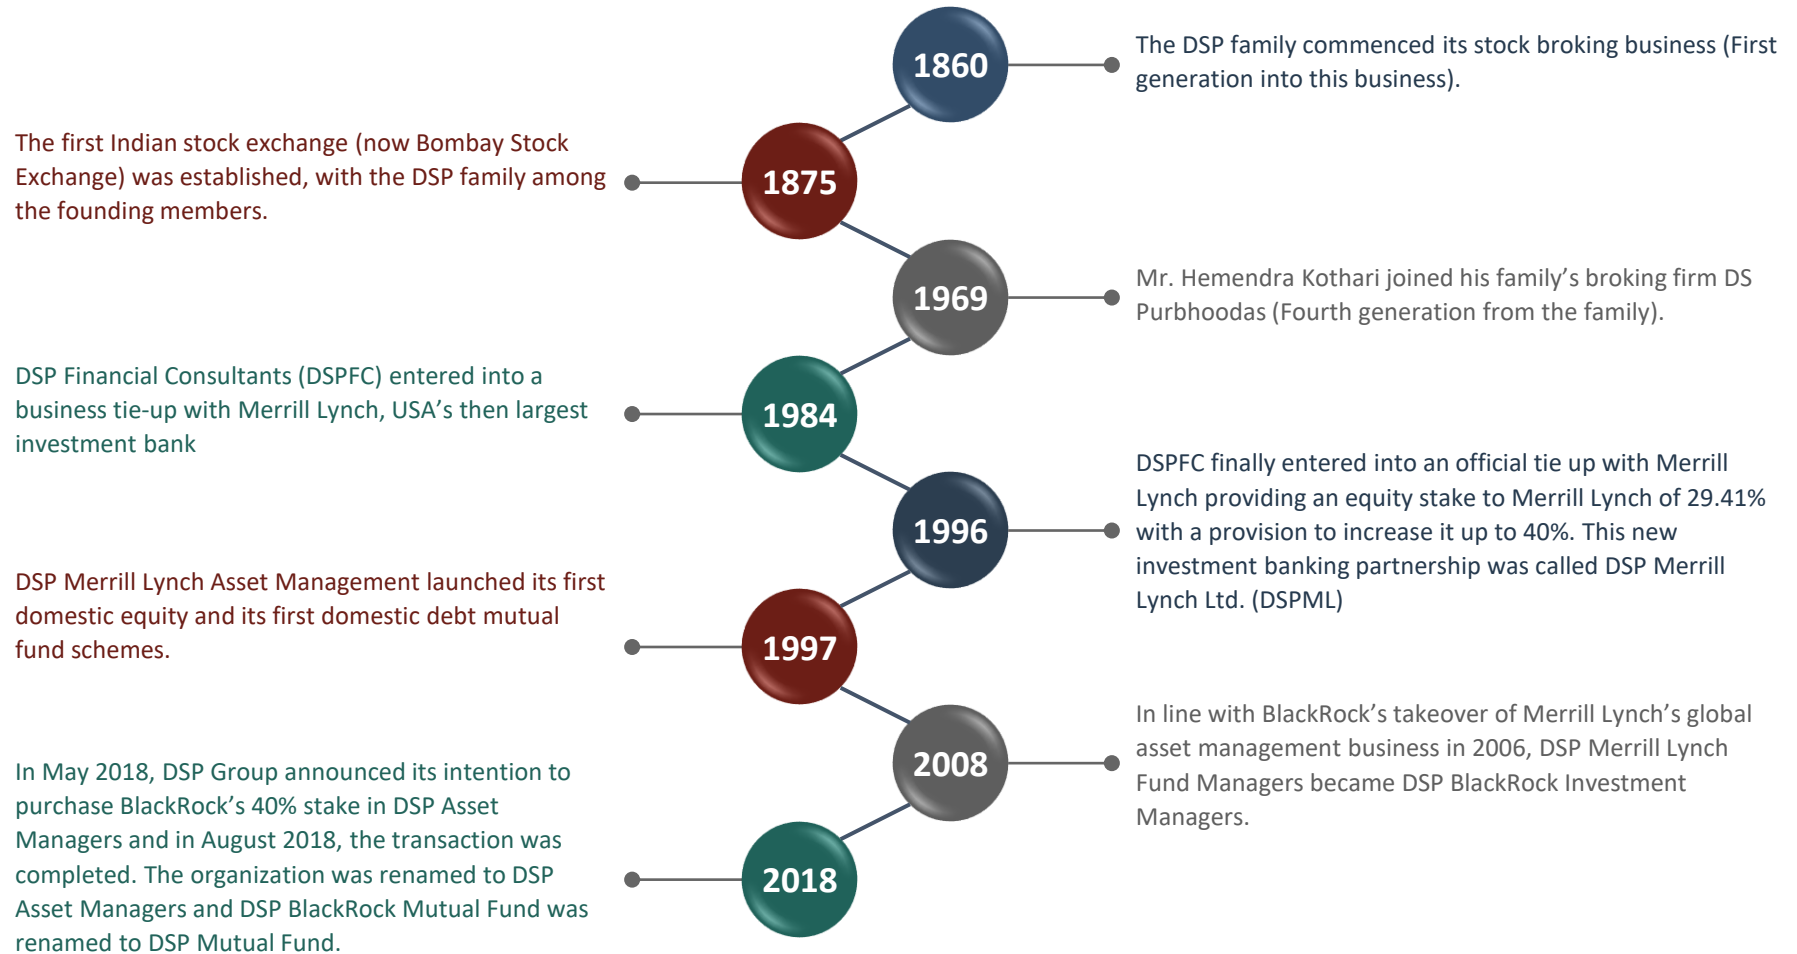 1860
The DSP family commenced its stock broking business (First
generation into this business).
The first Indian stock exchange (now Bombay Stock
Exchange) was established, with the DSP family among
the founding members.
1875
1969
Mr. Hemendra Kothari joined his family’s broking firm DS
Purbhoodas (Fourth generation from the family).
DSP Financial Consultants (DSPFC) entered into a
business tie-up with Merrill Lynch, USA’s then largest
investment bank
1984
1996
DSPFC finally entered into an official tie up with Merrill
Lynch providing an equity stake to Merrill Lynch of 29.41%
with a provision to increase it up to 40%. This new
investment banking partnership was called DSP Merrill
Lynch Ltd. (DSPML)
DSP Merrill Lynch Asset Management launched its first
domestic equity and its first domestic debt mutual
fund schemes.
1997
2008
In line with BlackRock’s takeover of Merrill Lynch’s global
asset management business in 2006, DSP Merrill Lynch
Fund Managers became DSP BlackRock Investment
Managers.
In May 2018, DSP Group announced its intention to
purchase BlackRock’s 40% stake in DSP Asset
Managers and in August 2018, the transaction was
completed. The organization was renamed to DSP
Asset Managers and DSP BlackRock Mutual Fund was
renamed to DSP Mutual Fund.
2018